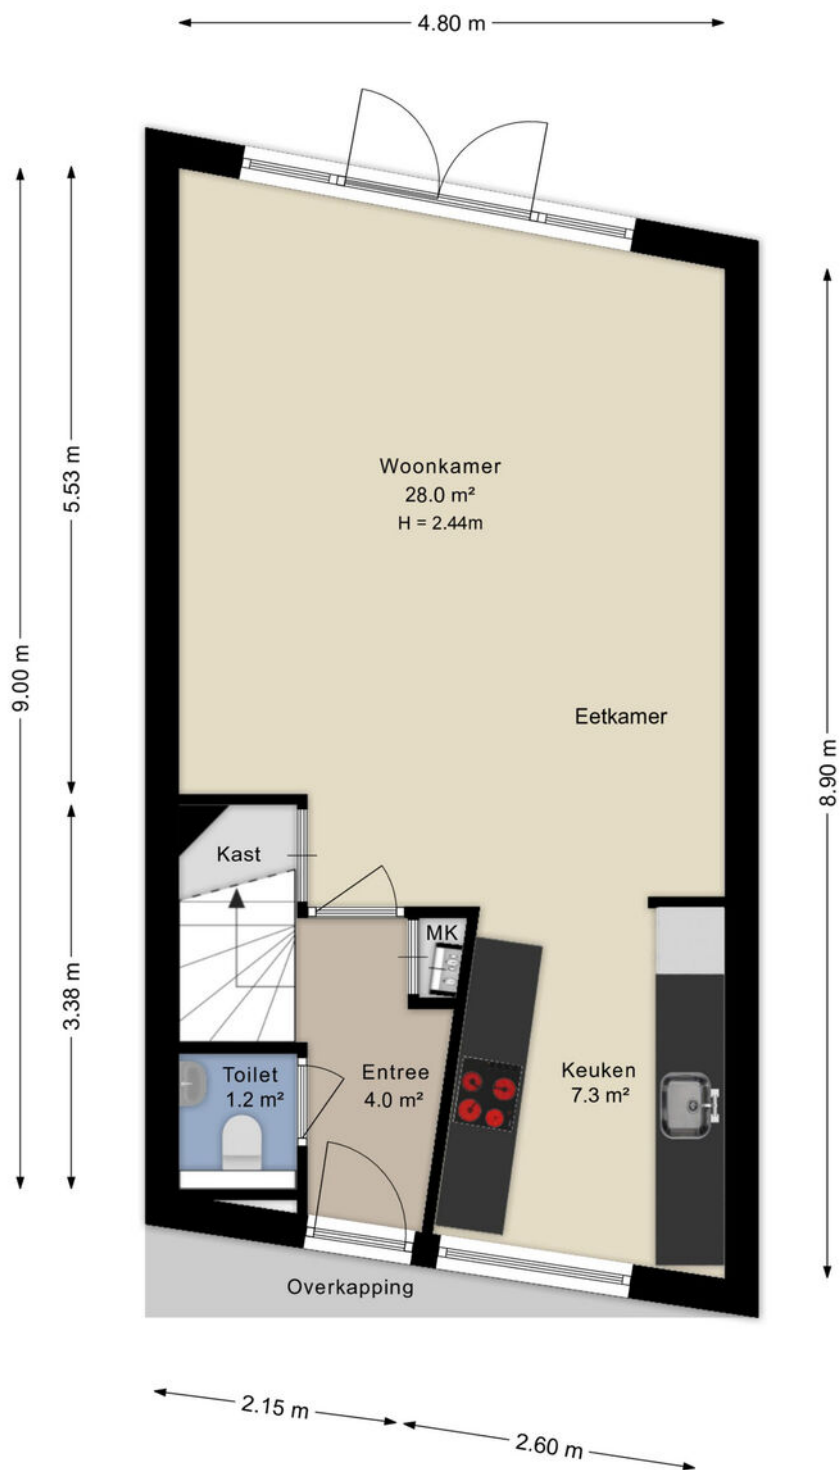 4.80 m
5.53 m
9.00 m
Woonkamer
28.0 m²
H = 2.44m
Eetkamer
8.90 m
Kast
MK
3.38 m
Toilet
1.2 m²
Entree
4.0 m²
Keuken
7.3 m²
Overkapping
2.15 m
2.60 m